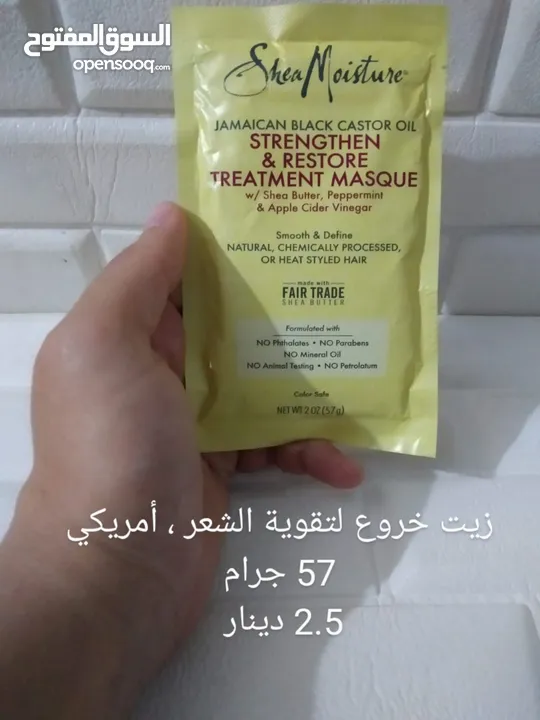 السوق المفتوح
opensooq.com
Shea Moisture
JAMAICAN BLACK CASTOR OIL
STRENGTHEN
& RESTORE
TREATMENT MASQUE
w/ Shea Butter, Peppermint
& Apple Cider Vinegar
Smooth & Define
NATURAL, CHEMICALLY PROCESSED,
OR HEAT STYLED HAIR
made with
FAIR TRADE
SHEA BUTTER
Formulated with
NO Phthalates • NO Parabens
NO Mineral Oil
NO Animal Testing • NO Petrolatum
Color Safe
NET WT 2 OZ (57g)
زيت خروع لتقوية الشعر ، أمريكي
57 جرام
2.5 دينار